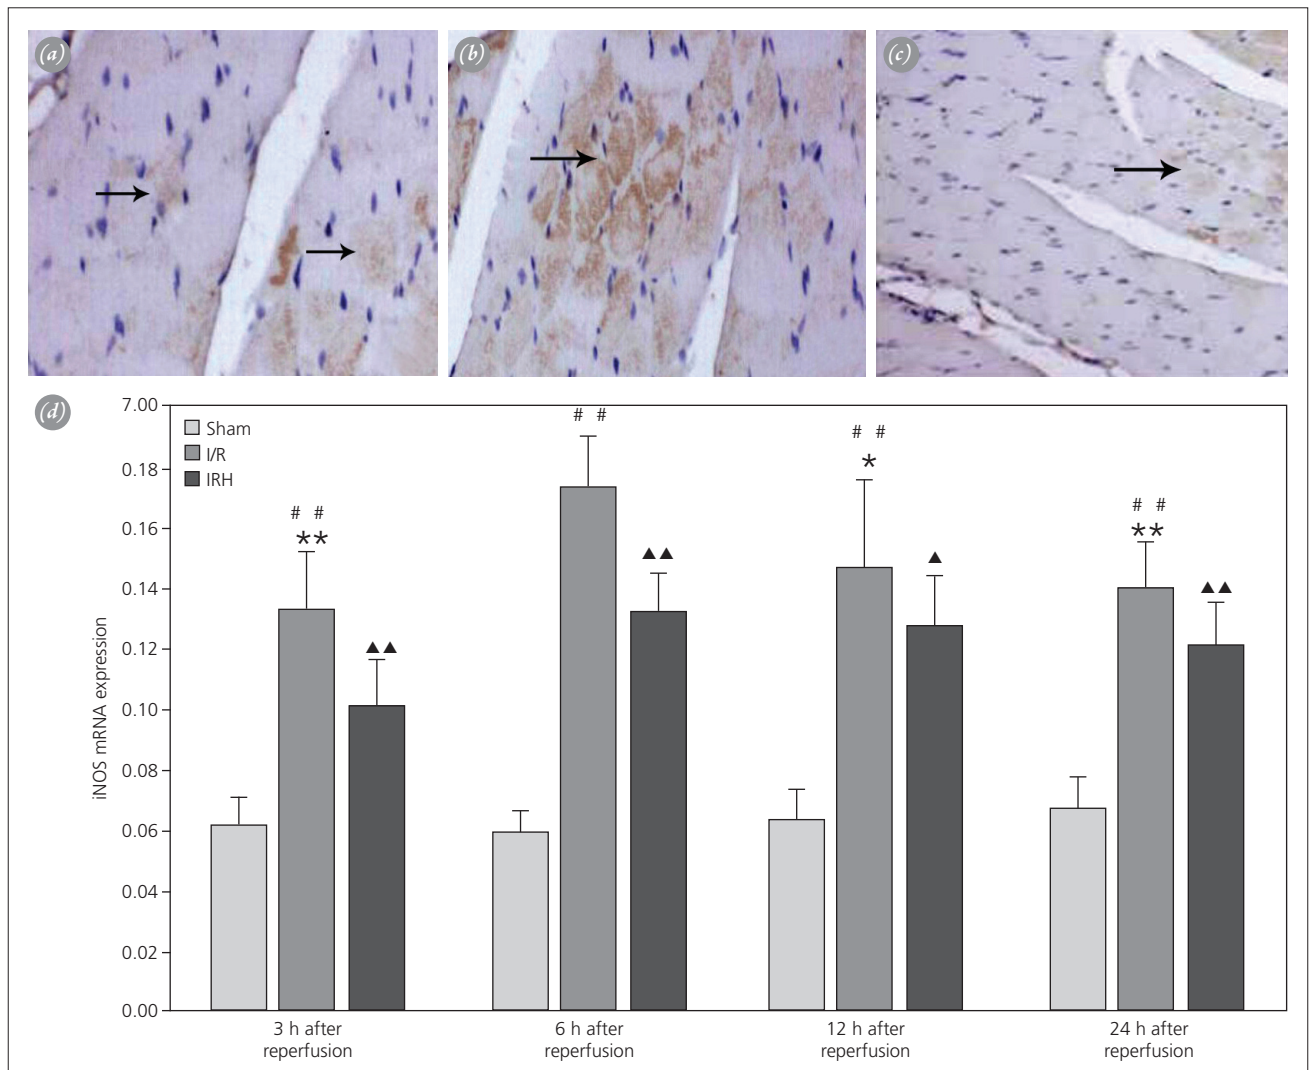 (a)
(b)
(c)
(d)
7.00
0.18
0.16
0.14
0.12
0.10
0.08
0.06
0.04
0.02
0.00
iNOS mRNA expression
Sham
I/R
IRH
# #
**
▲▲
# #
▲▲
# #
*
▲
# #
**
▲▲
3 h after
reperfusion
6 h after
reperfusion
12 h after
reperfusion
24 h after
reperfusion